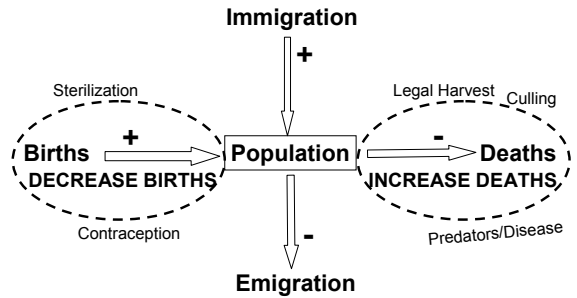 Immigration
+
Sterilization
Legal Harvest
Culling
+
-
Births
Population
Deaths
DECREASE BIRTHS
INCREASE DEATHS
Contraception
-
Predators/Disease
Emigration